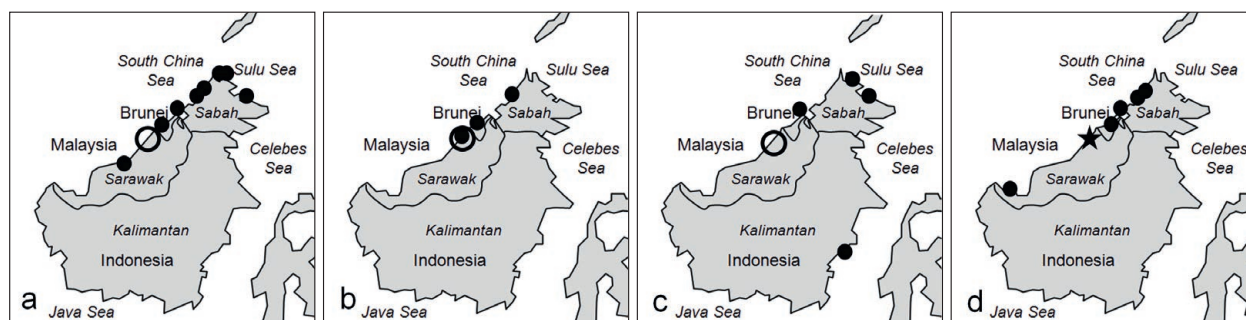 South China
Sea
Sulu Sea
Brunei
Sabah
Malaysia
Celebes
Sea
Sarawak
Kalimantan
Indonesia
a
Java Sea
South China
Sea
Sulu Sea
Brunei
Sabah
Malaysia
Celebes
Sea
Sarawak
Kalimantan
Indonesia
b
Java Sea
South China
Sea
Sulu Sea
Brunei
Sabah
Malaysia
Celebes
Sea
Sarawak
Kalimantan
Indonesia
c
Java Sea
South China
Sea
Sulu Sea
Brunei
Sabah
Malaysia
Celebes
Sea
Sarawak
Kalimantan
Indonesia
d
Java Sea